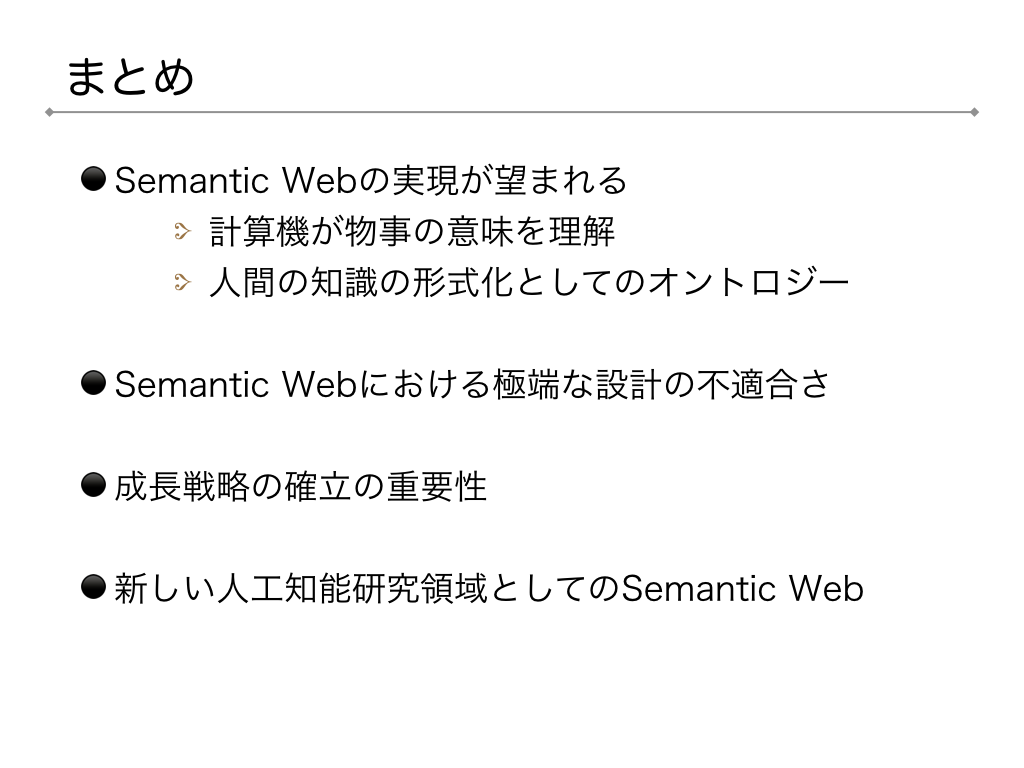 まとめ
Semantic Webの実現が望まれる
計算機が物事の意味を理解
人間の知識の形式化としてのオントロジー
Semantic Webにおける極端な設計の不適合さ
成長戦略の確立の重要性
新しい人工知能研究領域としてのSemantic Web